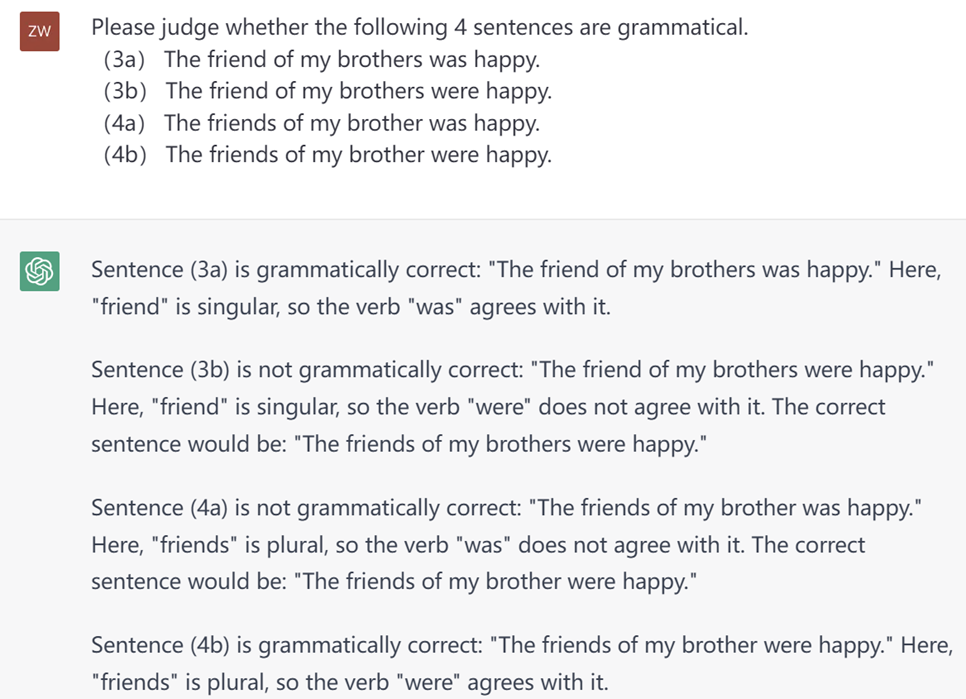 ZW
Please judge whether the following 4 sentences are grammatical.
(3a) The friend of my brothers was happy.
(3b) The friend of my brothers were happy.
(4a) The friends of my brother was happy.
(4b) The friends of my brother were happy.
Sentence (3a) is grammatically correct: "The friend of my brothers was happy." Here,
"friend" is singular, so the verb "was" agrees with it.
Sentence (3b) is not grammatically correct: "The friend of my brothers were happy."
Here, "friend" is singular, so the verb "were" does not agree with it. The correct
sentence would be: "The friends of my brothers were happy."
Sentence (4a) is not grammatically correct: "The friends of my brother was happy."
Here, "friends" is plural, so the verb "was" does not agree with it. The correct
sentence would be: "The friends of my brother were happy."
Sentence (4b) is grammatically correct: "The friends of my brother were happy." Here,
"friends" is plural, so the verb "were" agrees with it.